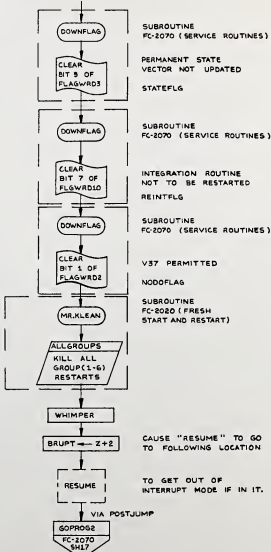 DOWNFLAG
SUBROUTINE
FC-2070 (SERVICE ROUTINES)
CLEAR
BIT 5 OF
FLAGWRD3
PERMANENT STATE
VECTOR NOT UPDATED
STATEFLG
DOWNFLAG
SUBROUTINE
FC-2070 (SERVICE ROUTINES)
CLEAR
BIT 7 OF
FLGWRD10
INTEGRATION ROUTINE
NOT TO BE RESTARTED
REINTFLG
DOWNFLAG
SUBROUTINE
FC-2070 (SERVICE ROUTINES)
CLEAR
BIT 1 OF
FLAGWRD2
V37 PERMITTED
NODOFLAG
MR.KLEAN
SUBROUTINE
FC-2020 (FRESH
START AND RESTART)
ALLGROUPS
KILL ALL
GROUP(1-6)
RESTARTS
WHIMPER
BRUPT ← Z+2
CAUSE "RESUME" TO GO
TO FOLLOWING LOCATION
RESUME
TO GET OUT OF
INTERRUPT MODE IF IN IT.
VIA POSTJUMP
GOPROG2
FC-2070
SH17